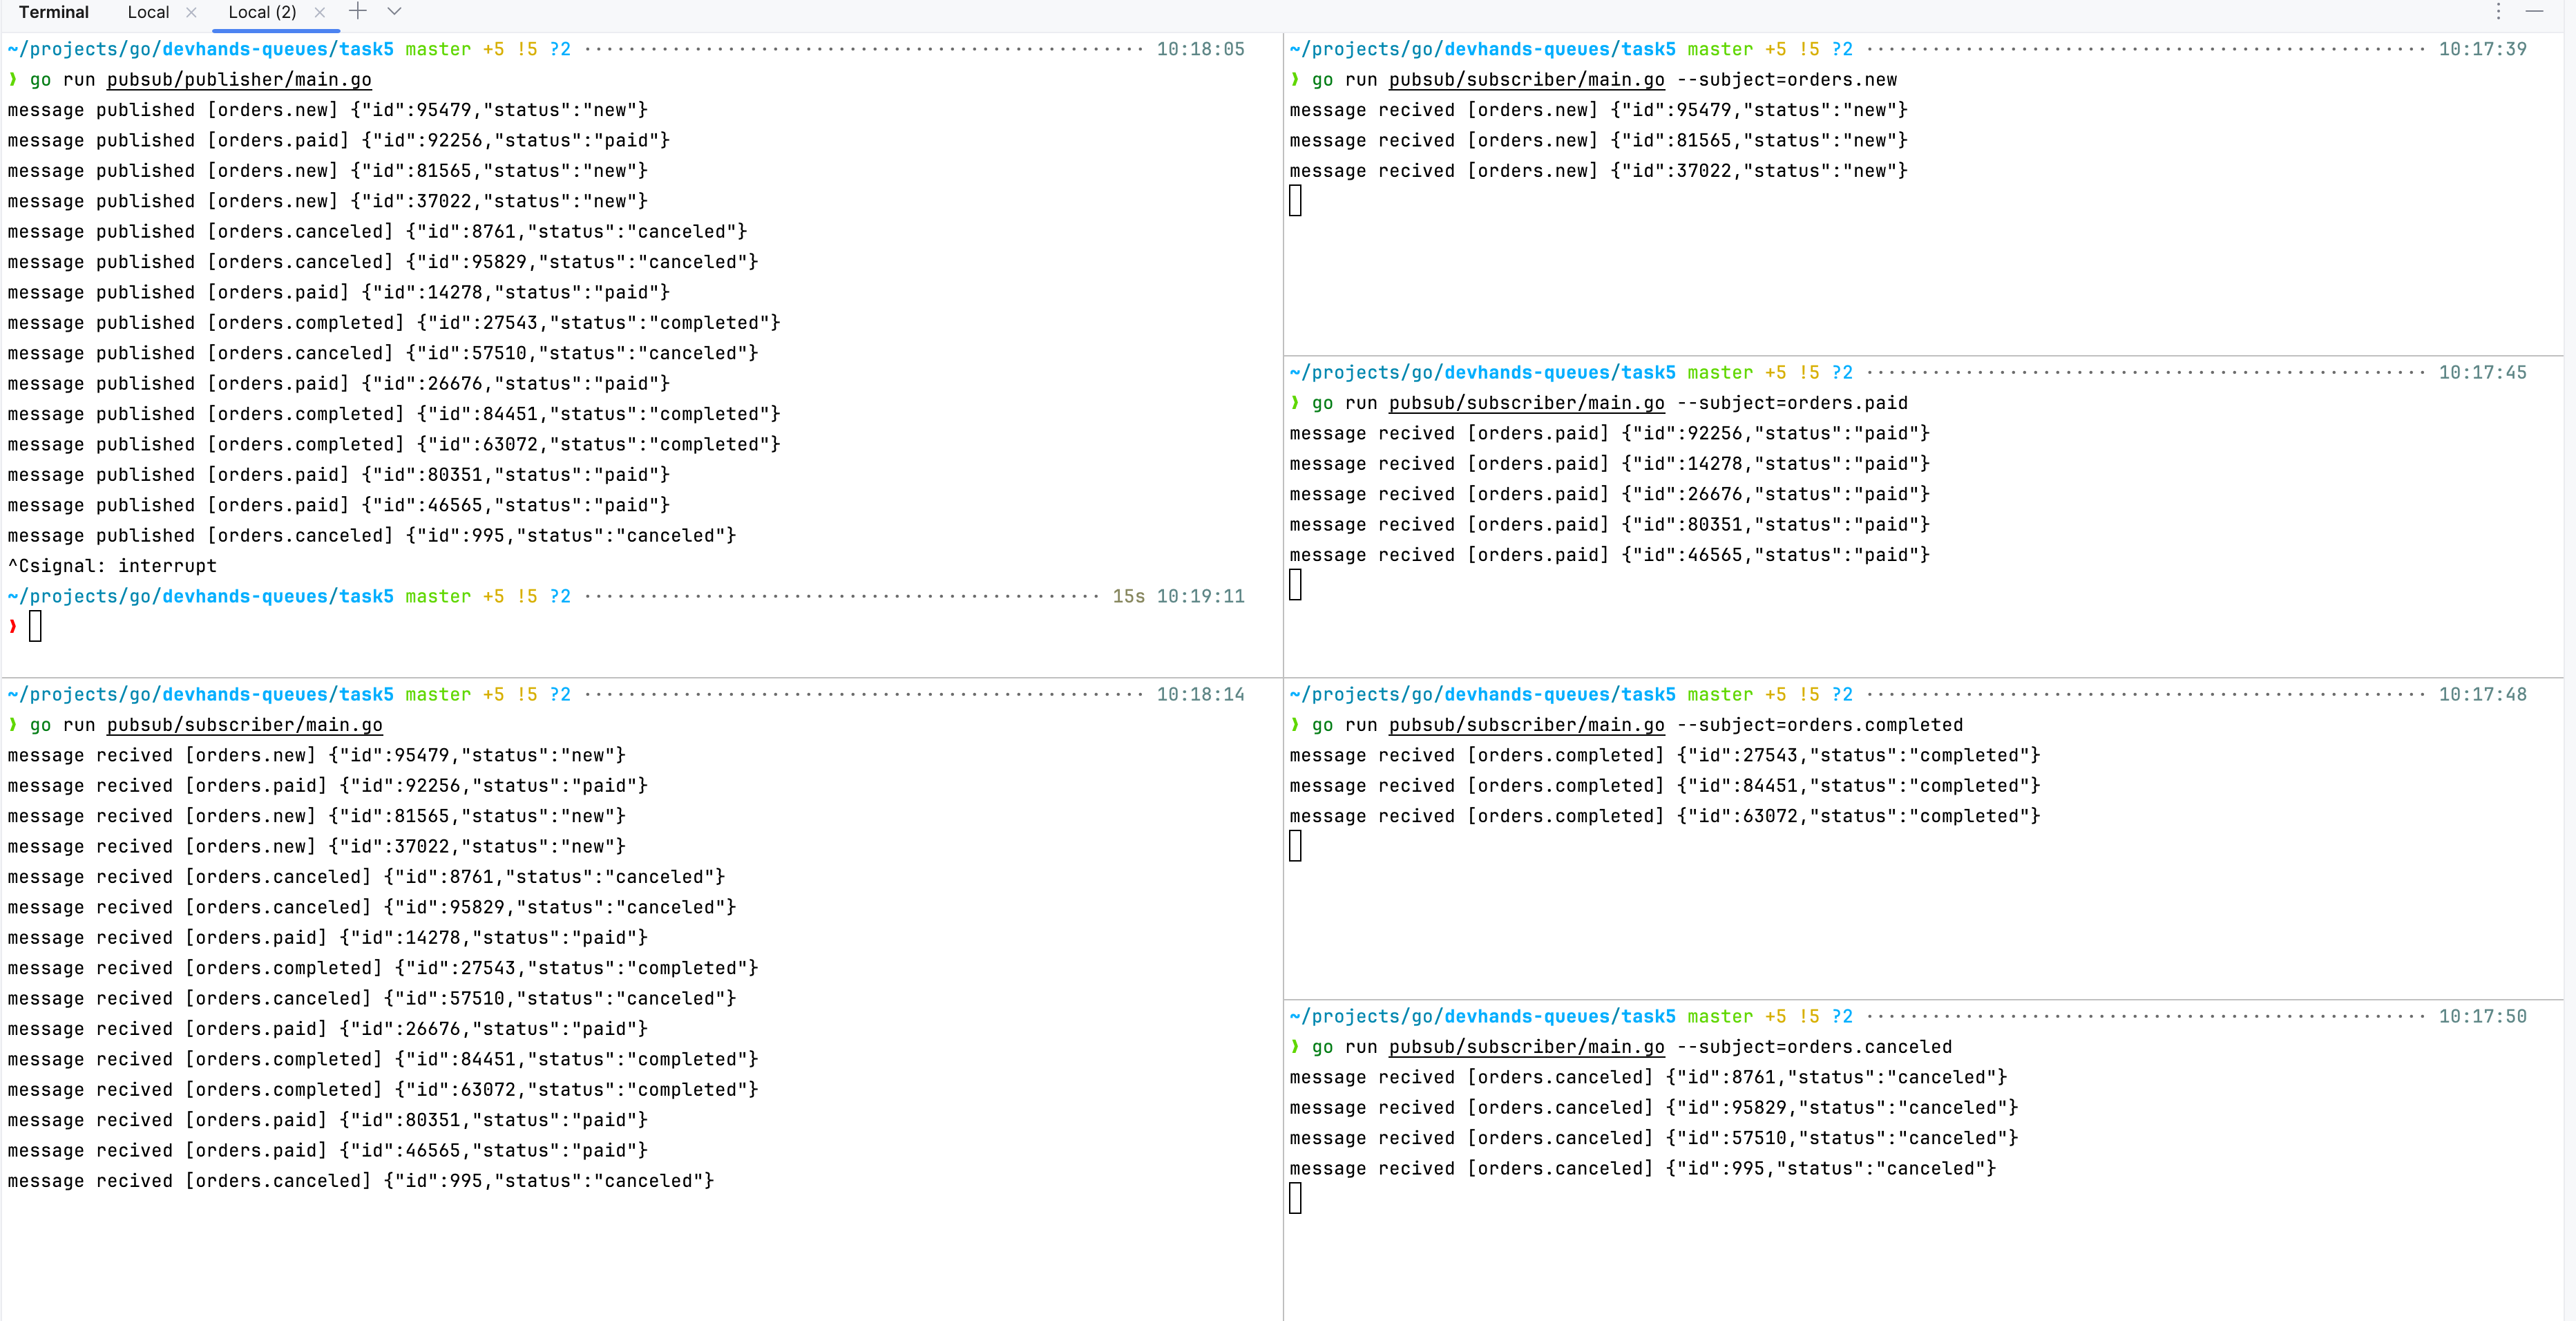 Terminal Local Local (2)
~/projects/go/devhands-queues/task5 master +5 !5 ?2 10:18:05
❯ go run pubsub/publisher/main.go
message published [orders.new] {"id":95479,"status":"new"}
message published [orders.paid] {"id":92256,"status":"paid"}
message published [orders.new] {"id":81565,"status":"new"}
message published [orders.new] {"id":37022,"status":"new"}
message published [orders.canceled] {"id":8761,"status":"canceled"}
message published [orders.canceled] {"id":95829,"status":"canceled"}
message published [orders.paid] {"id":14278,"status":"paid"}
message published [orders.completed] {"id":27543,"status":"completed"}
message published [orders.canceled] {"id":57510,"status":"canceled"}
message published [orders.paid] {"id":26676,"status":"paid"}
message published [orders.completed] {"id":84451,"status":"completed"}
message published [orders.completed] {"id":63072,"status":"completed"}
message published [orders.paid] {"id":80351,"status":"paid"}
message published [orders.paid] {"id":46565,"status":"paid"}
message published [orders.canceled] {"id":995,"status":"canceled"}
^Csignal: interrupt
~/projects/go/devhands-queues/task5 master +5 !5 ?2 15s 10:19:11
❯
~/projects/go/devhands-queues/task5 master +5 !5 ?2 10:18:14
❯ go run pubsub/subscriber/main.go
message recived [orders.new] {"id":95479,"status":"new"}
message recived [orders.paid] {"id":92256,"status":"paid"}
message recived [orders.new] {"id":81565,"status":"new"}
message recived [orders.new] {"id":37022,"status":"new"}
message recived [orders.canceled] {"id":8761,"status":"canceled"}
message recived [orders.canceled] {"id":95829,"status":"canceled"}
message recived [orders.paid] {"id":14278,"status":"paid"}
message recived [orders.completed] {"id":27543,"status":"completed"}
message recived [orders.canceled] {"id":57510,"status":"canceled"}
message recived [orders.paid] {"id":26676,"status":"paid"}
message recived [orders.completed] {"id":84451,"status":"completed"}
message recived [orders.completed] {"id":63072,"status":"completed"}
message recived [orders.paid] {"id":80351,"status":"paid"}
message recived [orders.paid] {"id":46565,"status":"paid"}
message recived [orders.canceled] {"id":995,"status":"canceled"}
~/projects/go/devhands-queues/task5 master +5 !5 ?2 10:17:39
❯ go run pubsub/subscriber/main.go --subject=orders.new
message recived [orders.new] {"id":95479,"status":"new"}
message recived [orders.new] {"id":81565,"status":"new"}
message recived [orders.new] {"id":37022,"status":"new"}
~/projects/go/devhands-queues/task5 master +5 !5 ?2 10:17:45
❯ go run pubsub/subscriber/main.go --subject=orders.paid
message recived [orders.paid] {"id":92256,"status":"paid"}
message recived [orders.paid] {"id":14278,"status":"paid"}
message recived [orders.paid] {"id":26676,"status":"paid"}
message recived [orders.paid] {"id":80351,"status":"paid"}
message recived [orders.paid] {"id":46565,"status":"paid"}
~/projects/go/devhands-queues/task5 master +5 !5 ?2 10:17:48
❯ go run pubsub/subscriber/main.go --subject=orders.completed
message recived [orders.completed] {"id":27543,"status":"completed"}
message recived [orders.completed] {"id":84451,"status":"completed"}
message recived [orders.completed] {"id":63072,"status":"completed"}
~/projects/go/devhands-queues/task5 master +5 !5 ?2 10:17:50
❯ go run pubsub/subscriber/main.go --subject=orders.canceled
message recived [orders.canceled] {"id":8761,"status":"canceled"}
message recived [orders.canceled] {"id":95829,"status":"canceled"}
message recived [orders.canceled] {"id":57510,"status":"canceled"}
message recived [orders.canceled] {"id":995,"status":"canceled"}